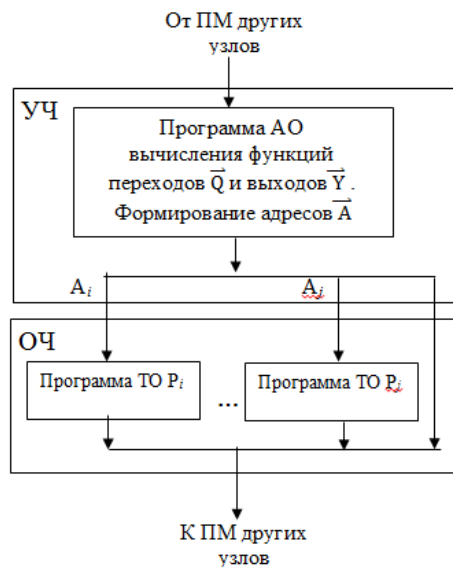 От ПМ других
узлов
УЧ
Программа АО
вычисления функций
переходов Q и выходов Y .
Формирование адресов A
Ai
Aj
ОЧ
Программа ТО Pi
...
Программа ТО Pj
К ПМ других
узлов